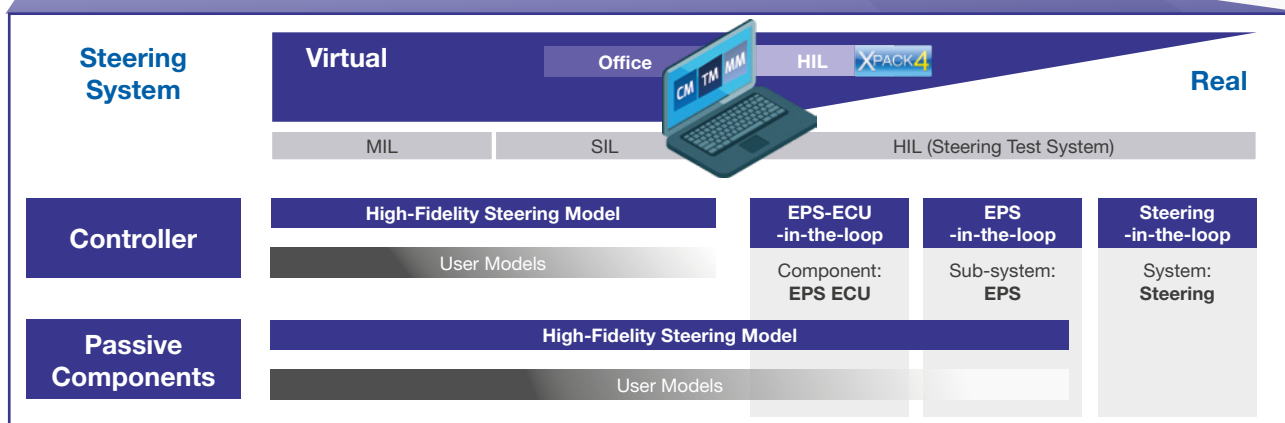 Steering
System
Virtual
Office
CM TM MM
HIL
XPACK4
Real
MIL
SIL
HIL (Steering Test System)
Controller
High-Fidelity Steering Model
User Models
EPS-ECU
-in-the-loop
Component:
EPS ECU
EPS
-in-the-loop
Sub-system:
EPS
Steering
-in-the-loop
System:
Steering
Passive
Components
High-Fidelity Steering Model
User Models